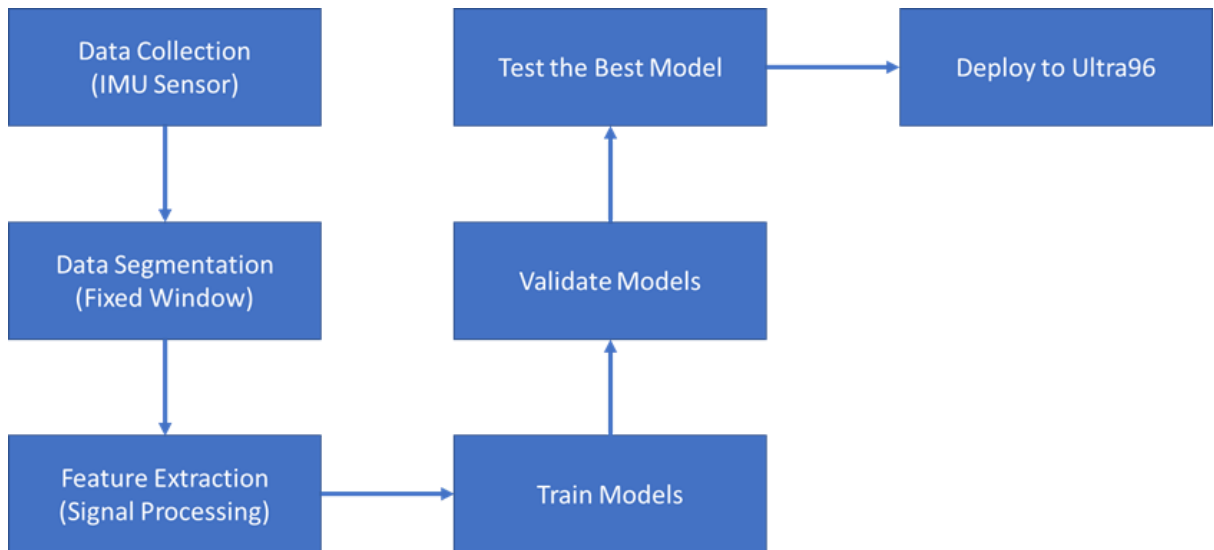 Data Collection
(IMU Sensor)
Data Segmentation
(Fixed Window)
Feature Extraction
(Signal Processing)
Train Models
Validate Models
Test the Best Model
Deploy to Ultra96